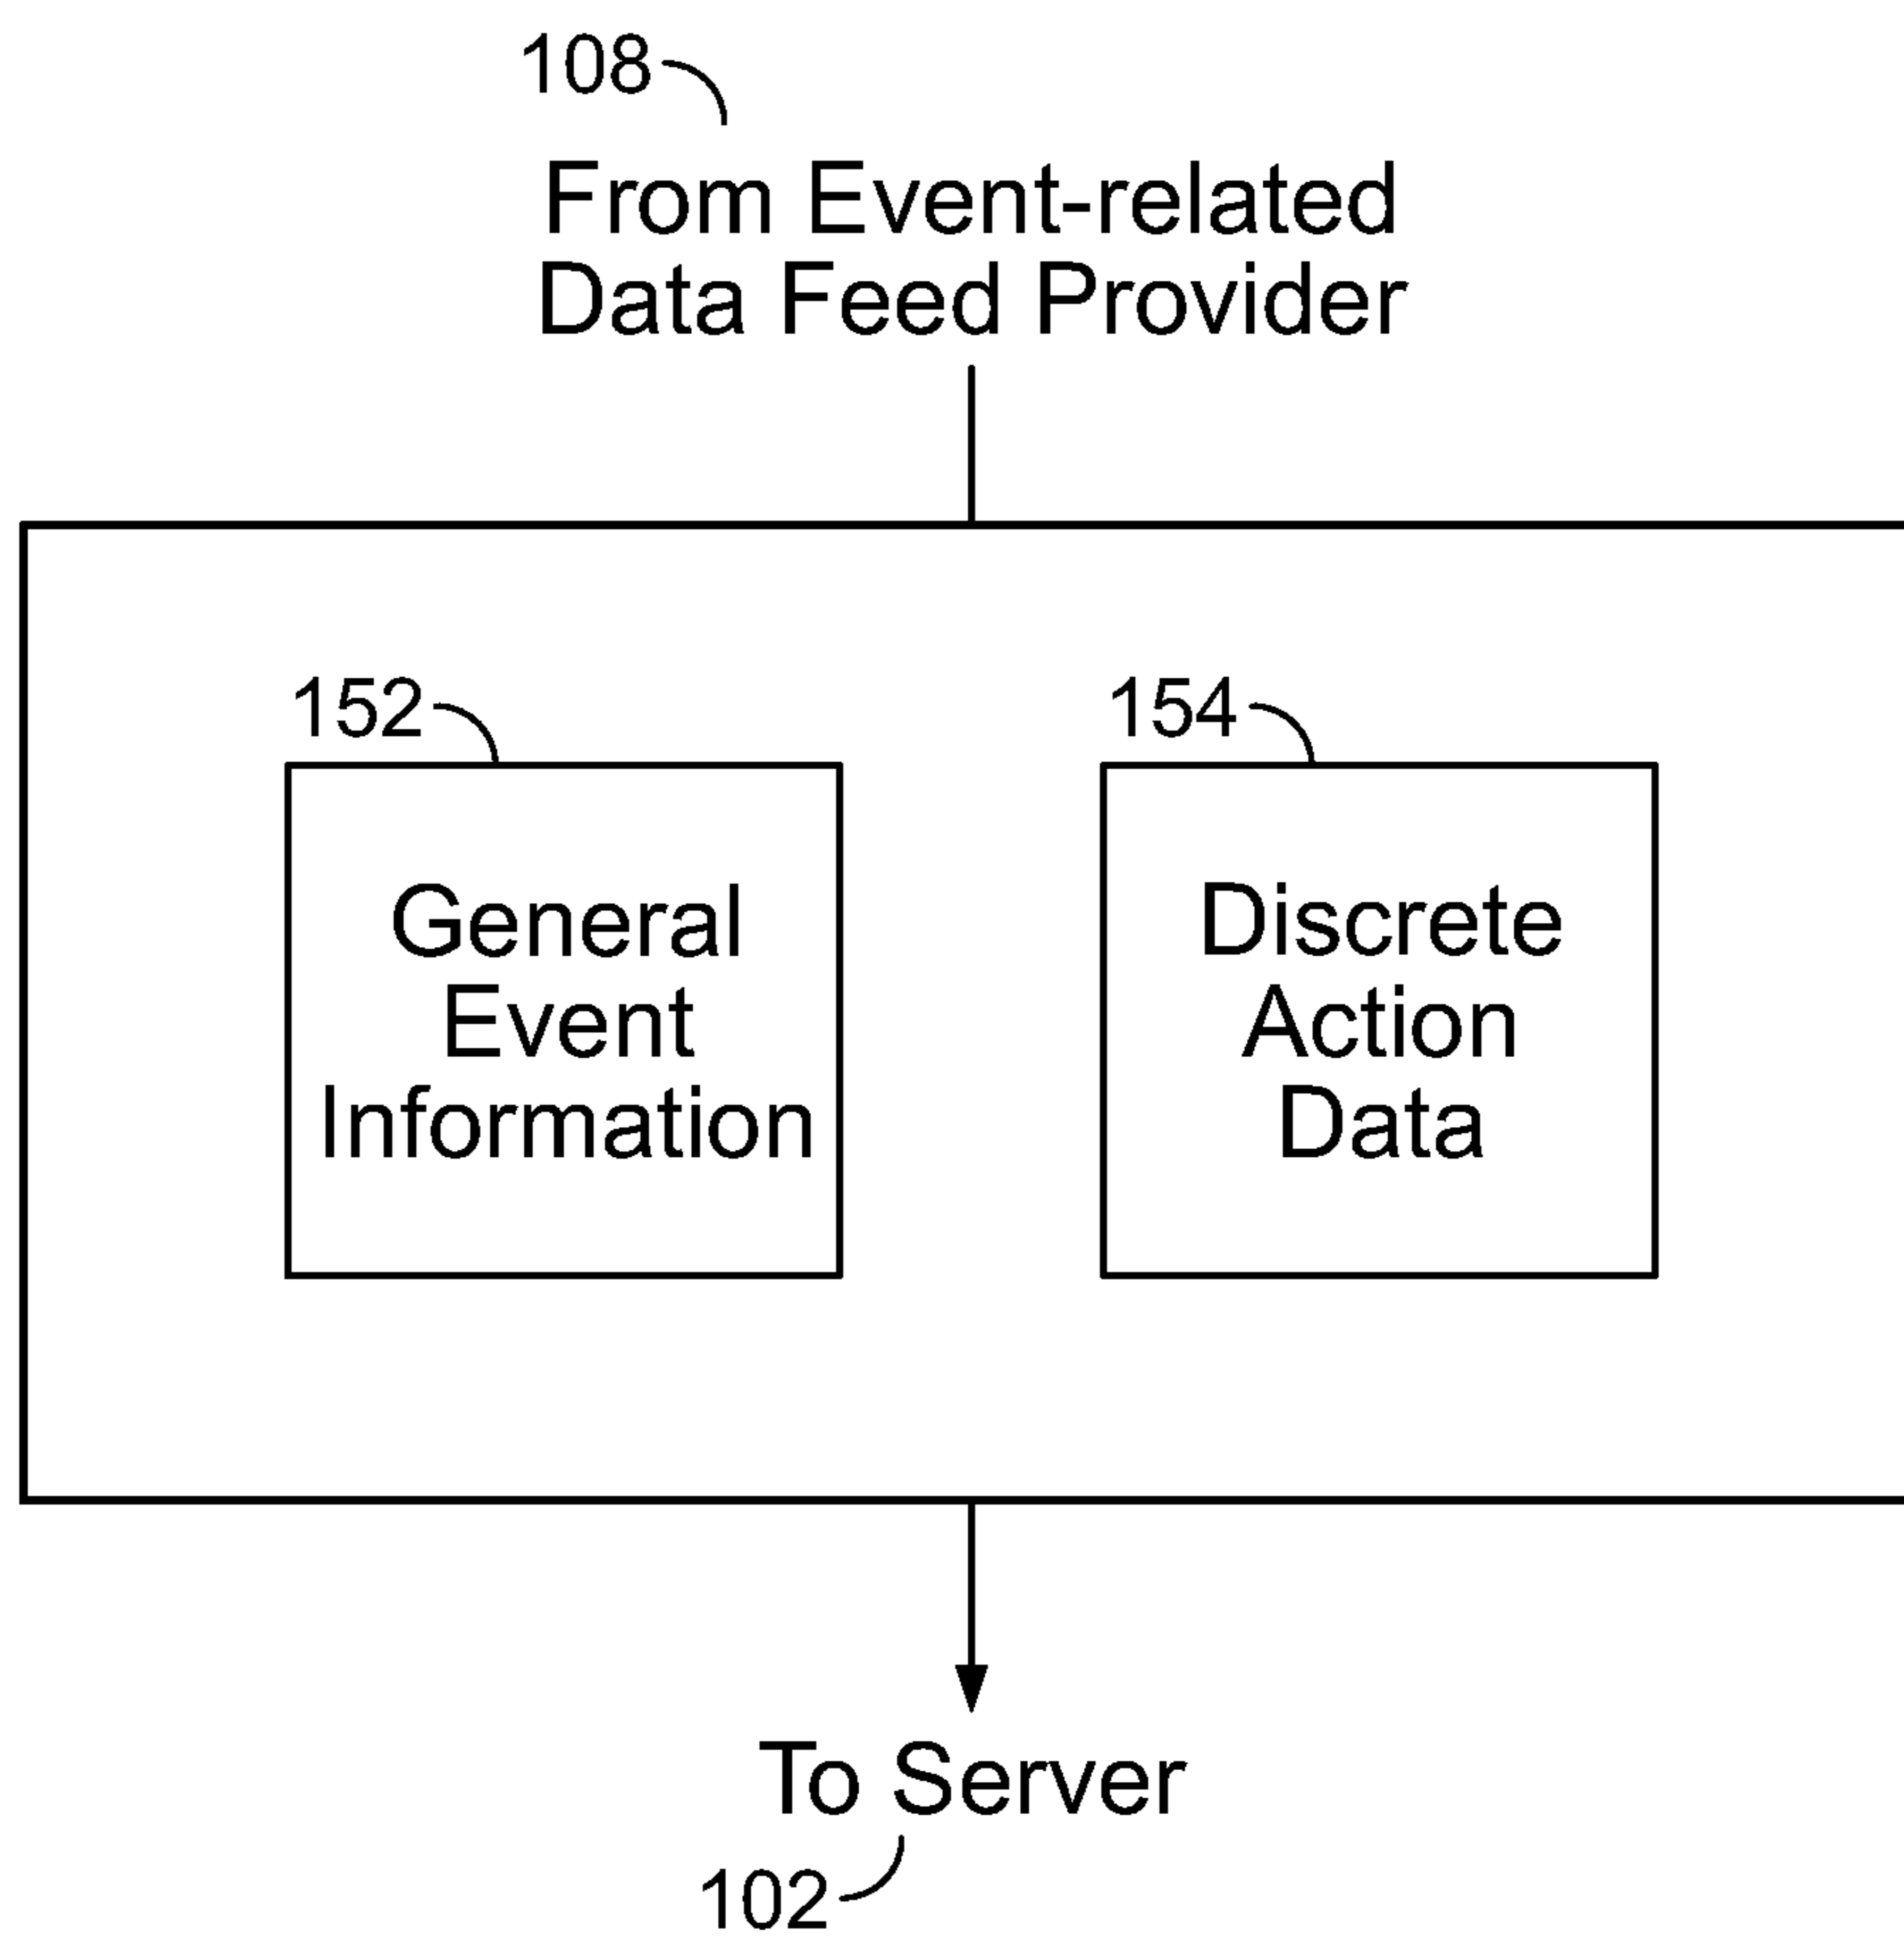 108
From Event-related
Data Feed Provider
152
154
General
Event
Information
Discrete
Action
Data
To Server
102